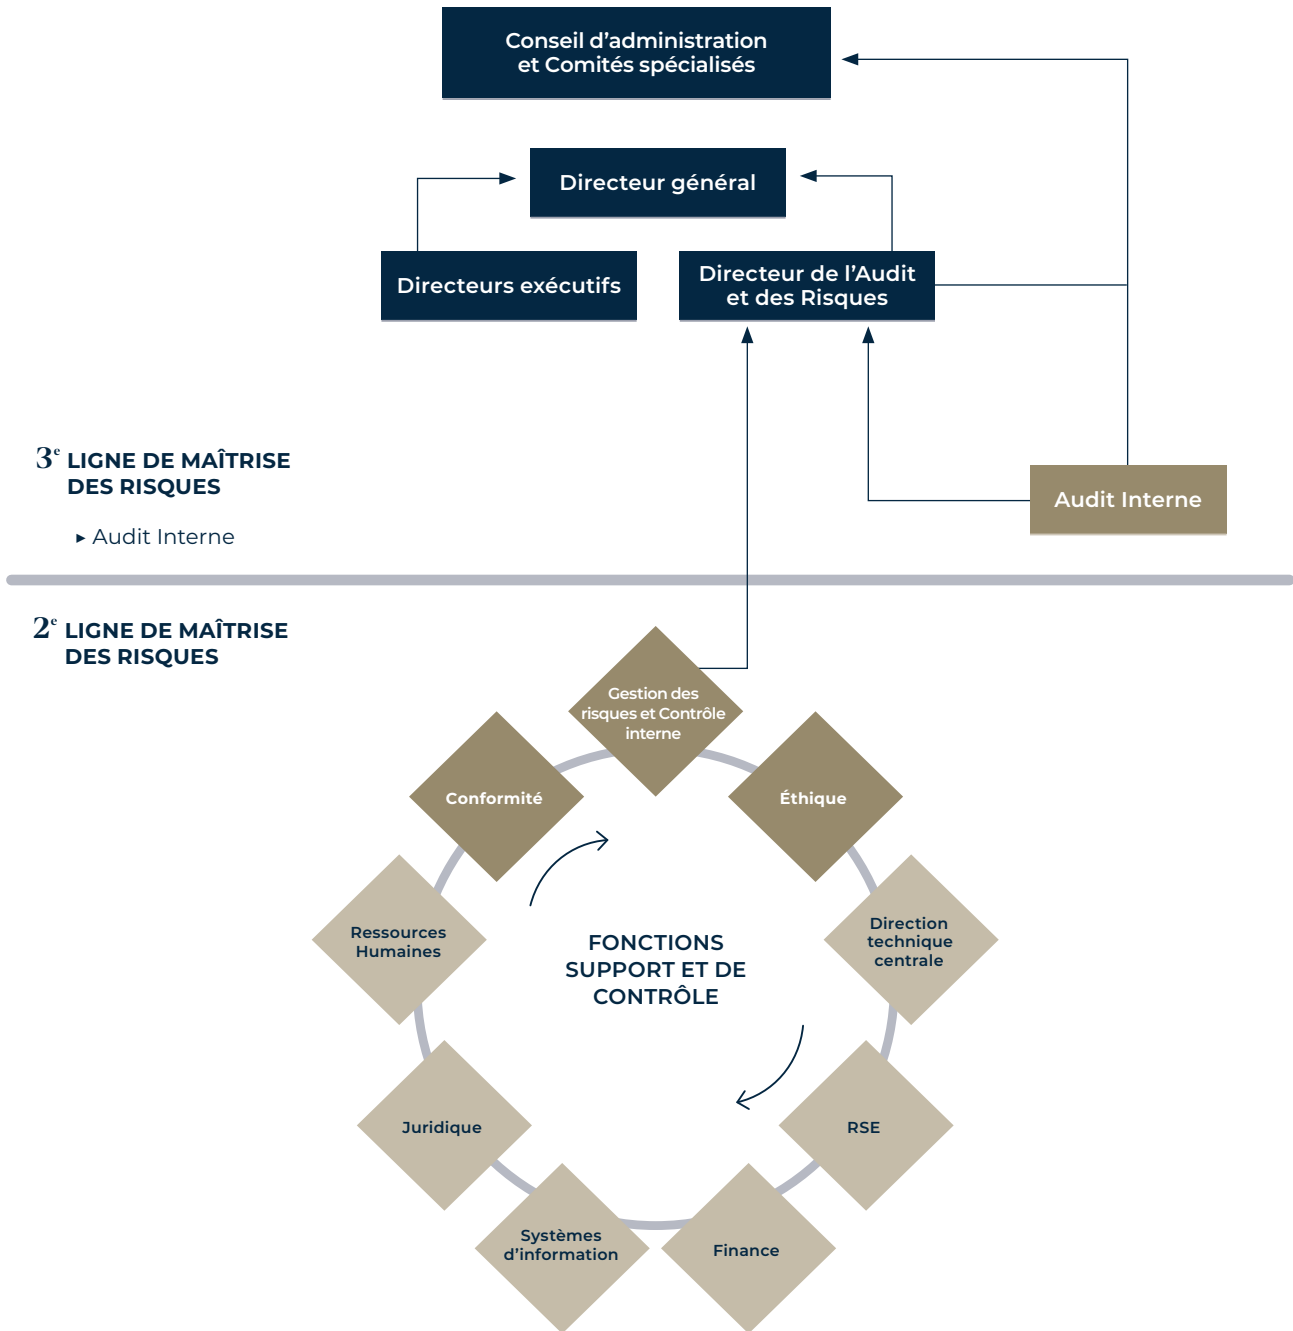 Conseil d’administration
et Comités spécialisés
Directeur général
Directeurs exécutifs
Directeur de l’Audit
et des Risques
3e LIGNE DE MAÎTRISE
DES RISQUES
▸ Audit Interne
Audit Interne
2e LIGNE DE MAÎTRISE
DES RISQUES
Gestion des
risques et Contrôle
interne
Conformité
Éthique
Ressources
Humaines
Direction
technique
centrale
FONCTIONS
SUPPORT ET DE
CONTRÔLE
Juridique
RSE
Systèmes
d’information
Finance